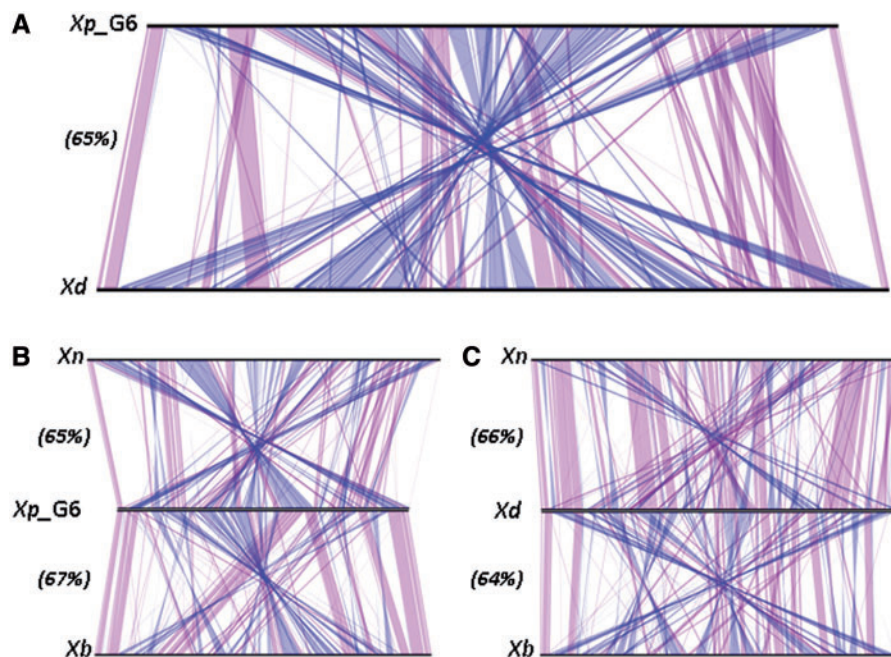 A
Xp_G6
(65%)
Xd
B
Xn
(65%)
Xp_G6
(67%)
Xb
C
Xn
(66%)
Xd
(64%)
Xb